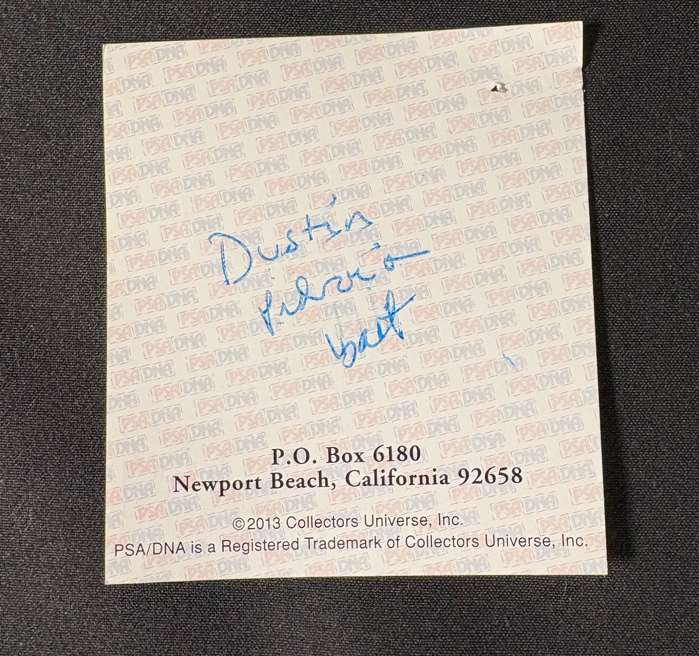 Dustin
pidroia
bat
P.O. Box 6180
Newport Beach, California 92658
©2013 Collectors Universe, Inc.
PSA/DNA is a Registered Trademark of Collectors Universe, Inc.